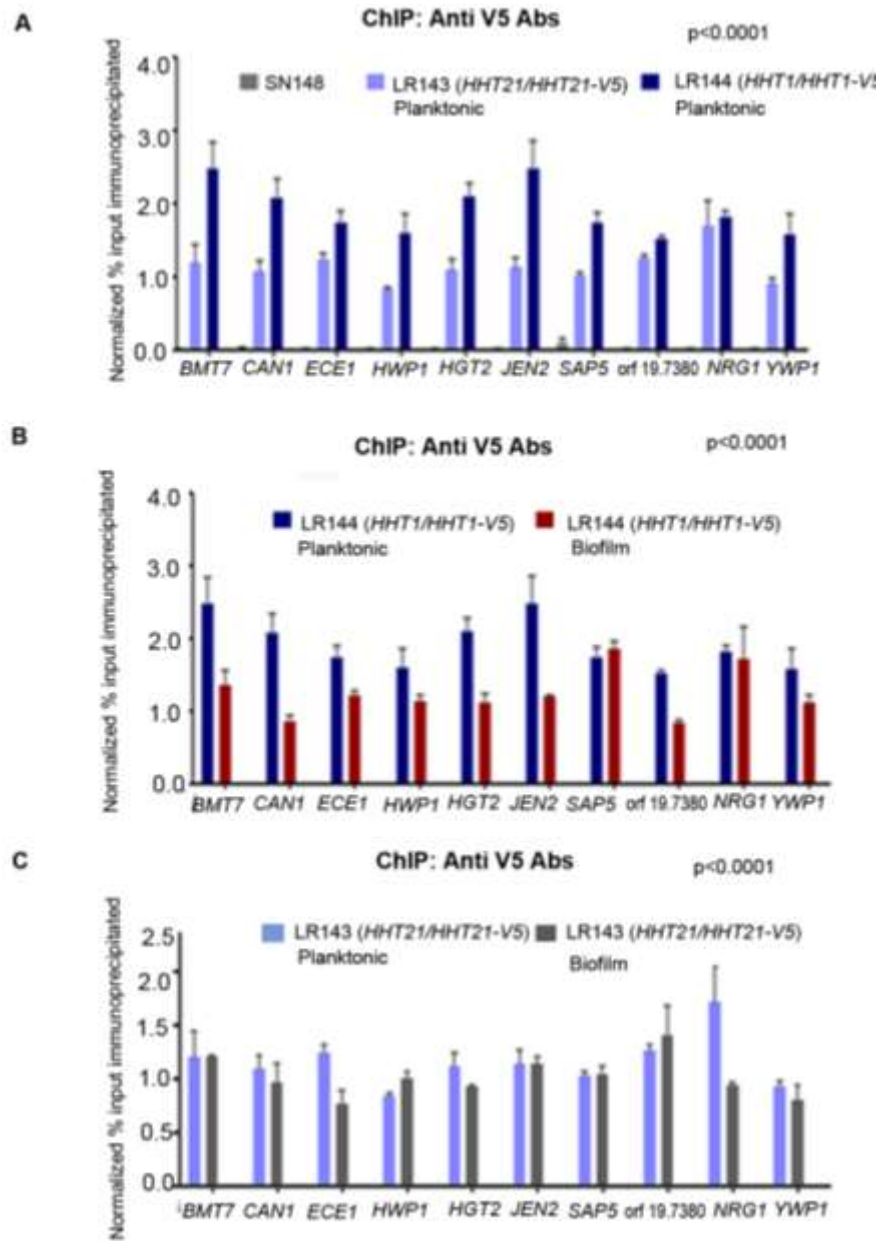 A
ChIP: Anti V5 Abs
p<0.0001
Normalized % input immunoprecipitated
4.0
3.0
2.0
1.0
0.0
SN148
LR143 (HHT21/HHT21-V5)
Planktonic
LR144 (HHT1/HHT1-V5
Planktonic
BMT7 CAN1 ECE1 HWP1 HGT2 JEN2 SAP5 orf 19.7380 NRG1 YWP1
B
ChIP: Anti V5 Abs
p<0.0001
Normalized % input immunoprecipitated
4.0
3.0
2.0
1.0
0.0
LR144 (HHT1/HHT1-V5)
Planktonic
LR144 (HHT1/HHT1-V5)
Biofilm
BMT7 CAN1 ECE1 HWP1 HGT2 JEN2 SAP5 orf 19.7380 NRG1 YWP1
C
ChIP: Anti V5 Abs
p<0.0001
Normalized % input immunoprecipitated
2.5
2.0
1.5
1.0
0.5
0.0
LR143 (HHT21/HHT21-V5)
Planktonic
LR143 (HHT21/HHT21-V5)
Biofilm
BMT7 CAN1 ECE1 HWP1 HGT2 JEN2 SAP5 orf 19.7380 NRG1 YWP1